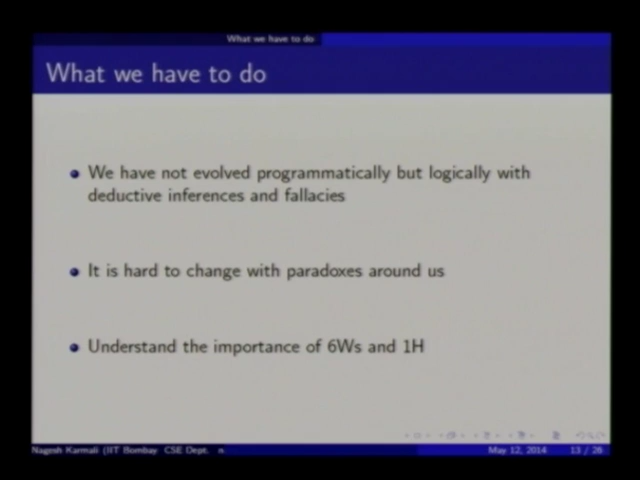 What we have to do
What we have to do
We have not evolved programmatically but logically with
deductive inferences and fallacies
It is hard to change with paradoxes around us
Understand the importance of 6Ws and 1H
Nagesh Karmali (IIT Bombay CSE Dept. n
May 12, 2014
13 / 26